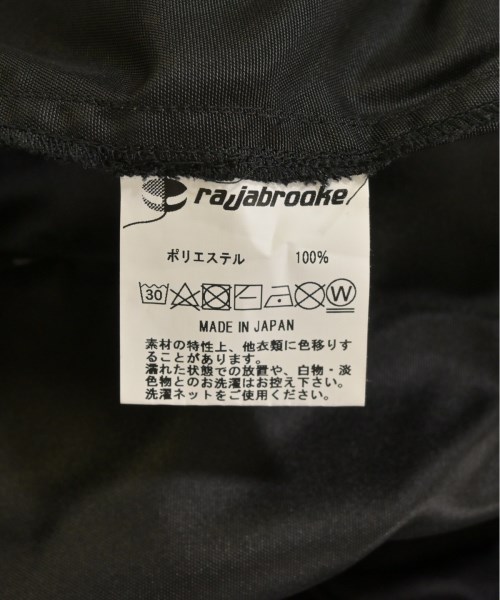 rajabrooke
ポリエステル 100%
30 W
MADE IN JAPAN
素材の特性上、他衣類に色移りす
ることがあります。
濡れた状態での放置や、白物・淡
色物とのお洗濯はお控え下さい。
洗濯ネットをご使用ください。